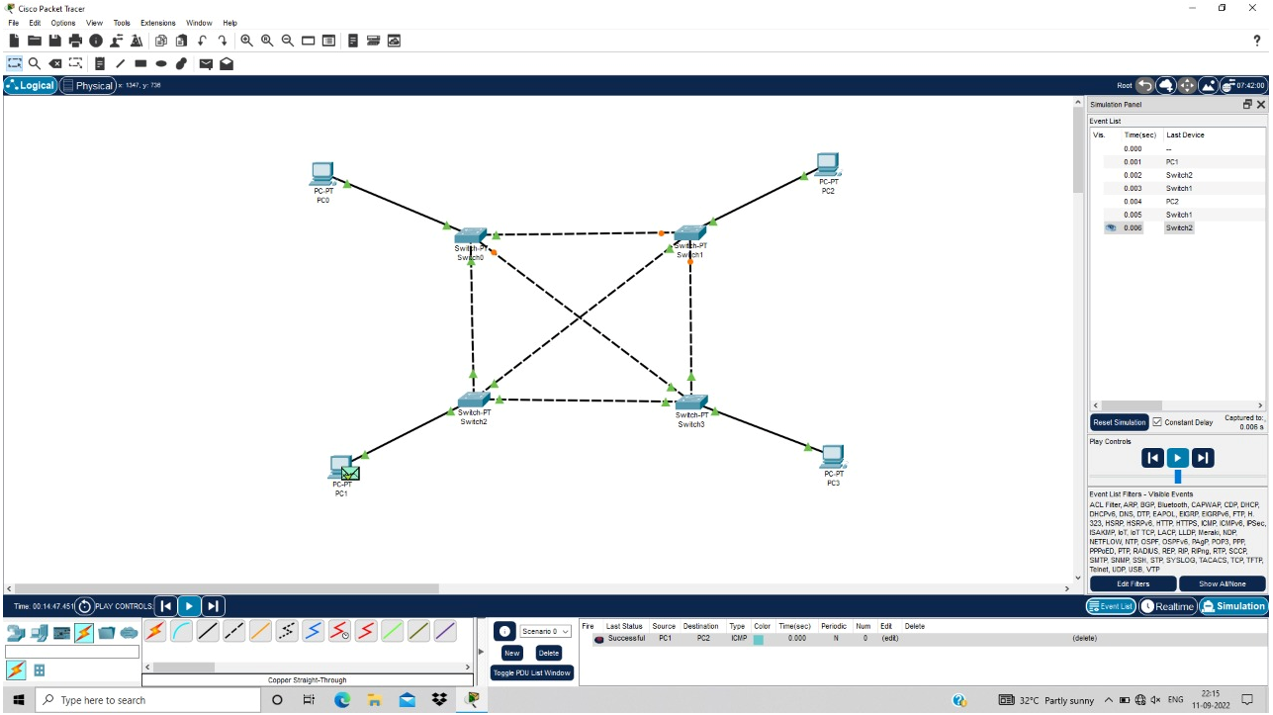 Cisco Packet Tracer
File Edit Options View Tools Extensions Window Help
?
Logical Physical x: 1347, y: 738 Root 07:42:00
Simulation Panel
Event List
Vis. Time(sec) Last Device
0.000 --
0.001 PC1
0.002 Switch2
0.003 Switch1
0.004 PC2
0.005 Switch1
0.006 Switch2
PC-PT
PC0
PC-PT
PC2
Switch-PT
Switch0
Switch-PT
Switch1
Switch-PT
Switch2
Switch-PT
Switch3
PC-PT
PC1
PC-PT
PC3
Reset Simulation Constant Delay Captured to:
0.006 s
Play Controls
Event List Filters - Visible Events
ACL Filter, ARP, BGP, Bluetooth, CAPWAP, CDP, DHCP,
DHCPv6, DNS, DTP, EAPOL, EIGRP, EIGRPv6, FTP, H.
323, HSRP, HSRPv6, HTTP, HTTPS, ICMP, ICMPv6, IPSec,
ISAKMP, IoT, IoT TCP, LACP, LLDP, Meraki, NDP,
NETFLOW, NTP, OSPF, OSPFv6, PAgP, POP3, PPP,
PPPoED, PTP, RADIUS, REP, RIP, RIPng, RTP, SCCP,
SMTP, SNMP, SSH, STP, SYSLOG, TACACS, TCP, TFTP,
Telnet, UDP, USB, VTP
Edit Filters Show All/None
Time: 00:14:47.451 PLAY CONTROLS: Event List Realtime Simulation
Scenario 0
New Delete
Toggle PDU List Window
Fire Last Status Source Destination Type Color Time(sec) Periodic Num Edit Delete
Successful PC1 PC2 ICMP 0.000 N 0 (edit) (delete)
Copper Straight-Through
Type here to search
32°C Partly sunny ENG 22:15
11-09-2022